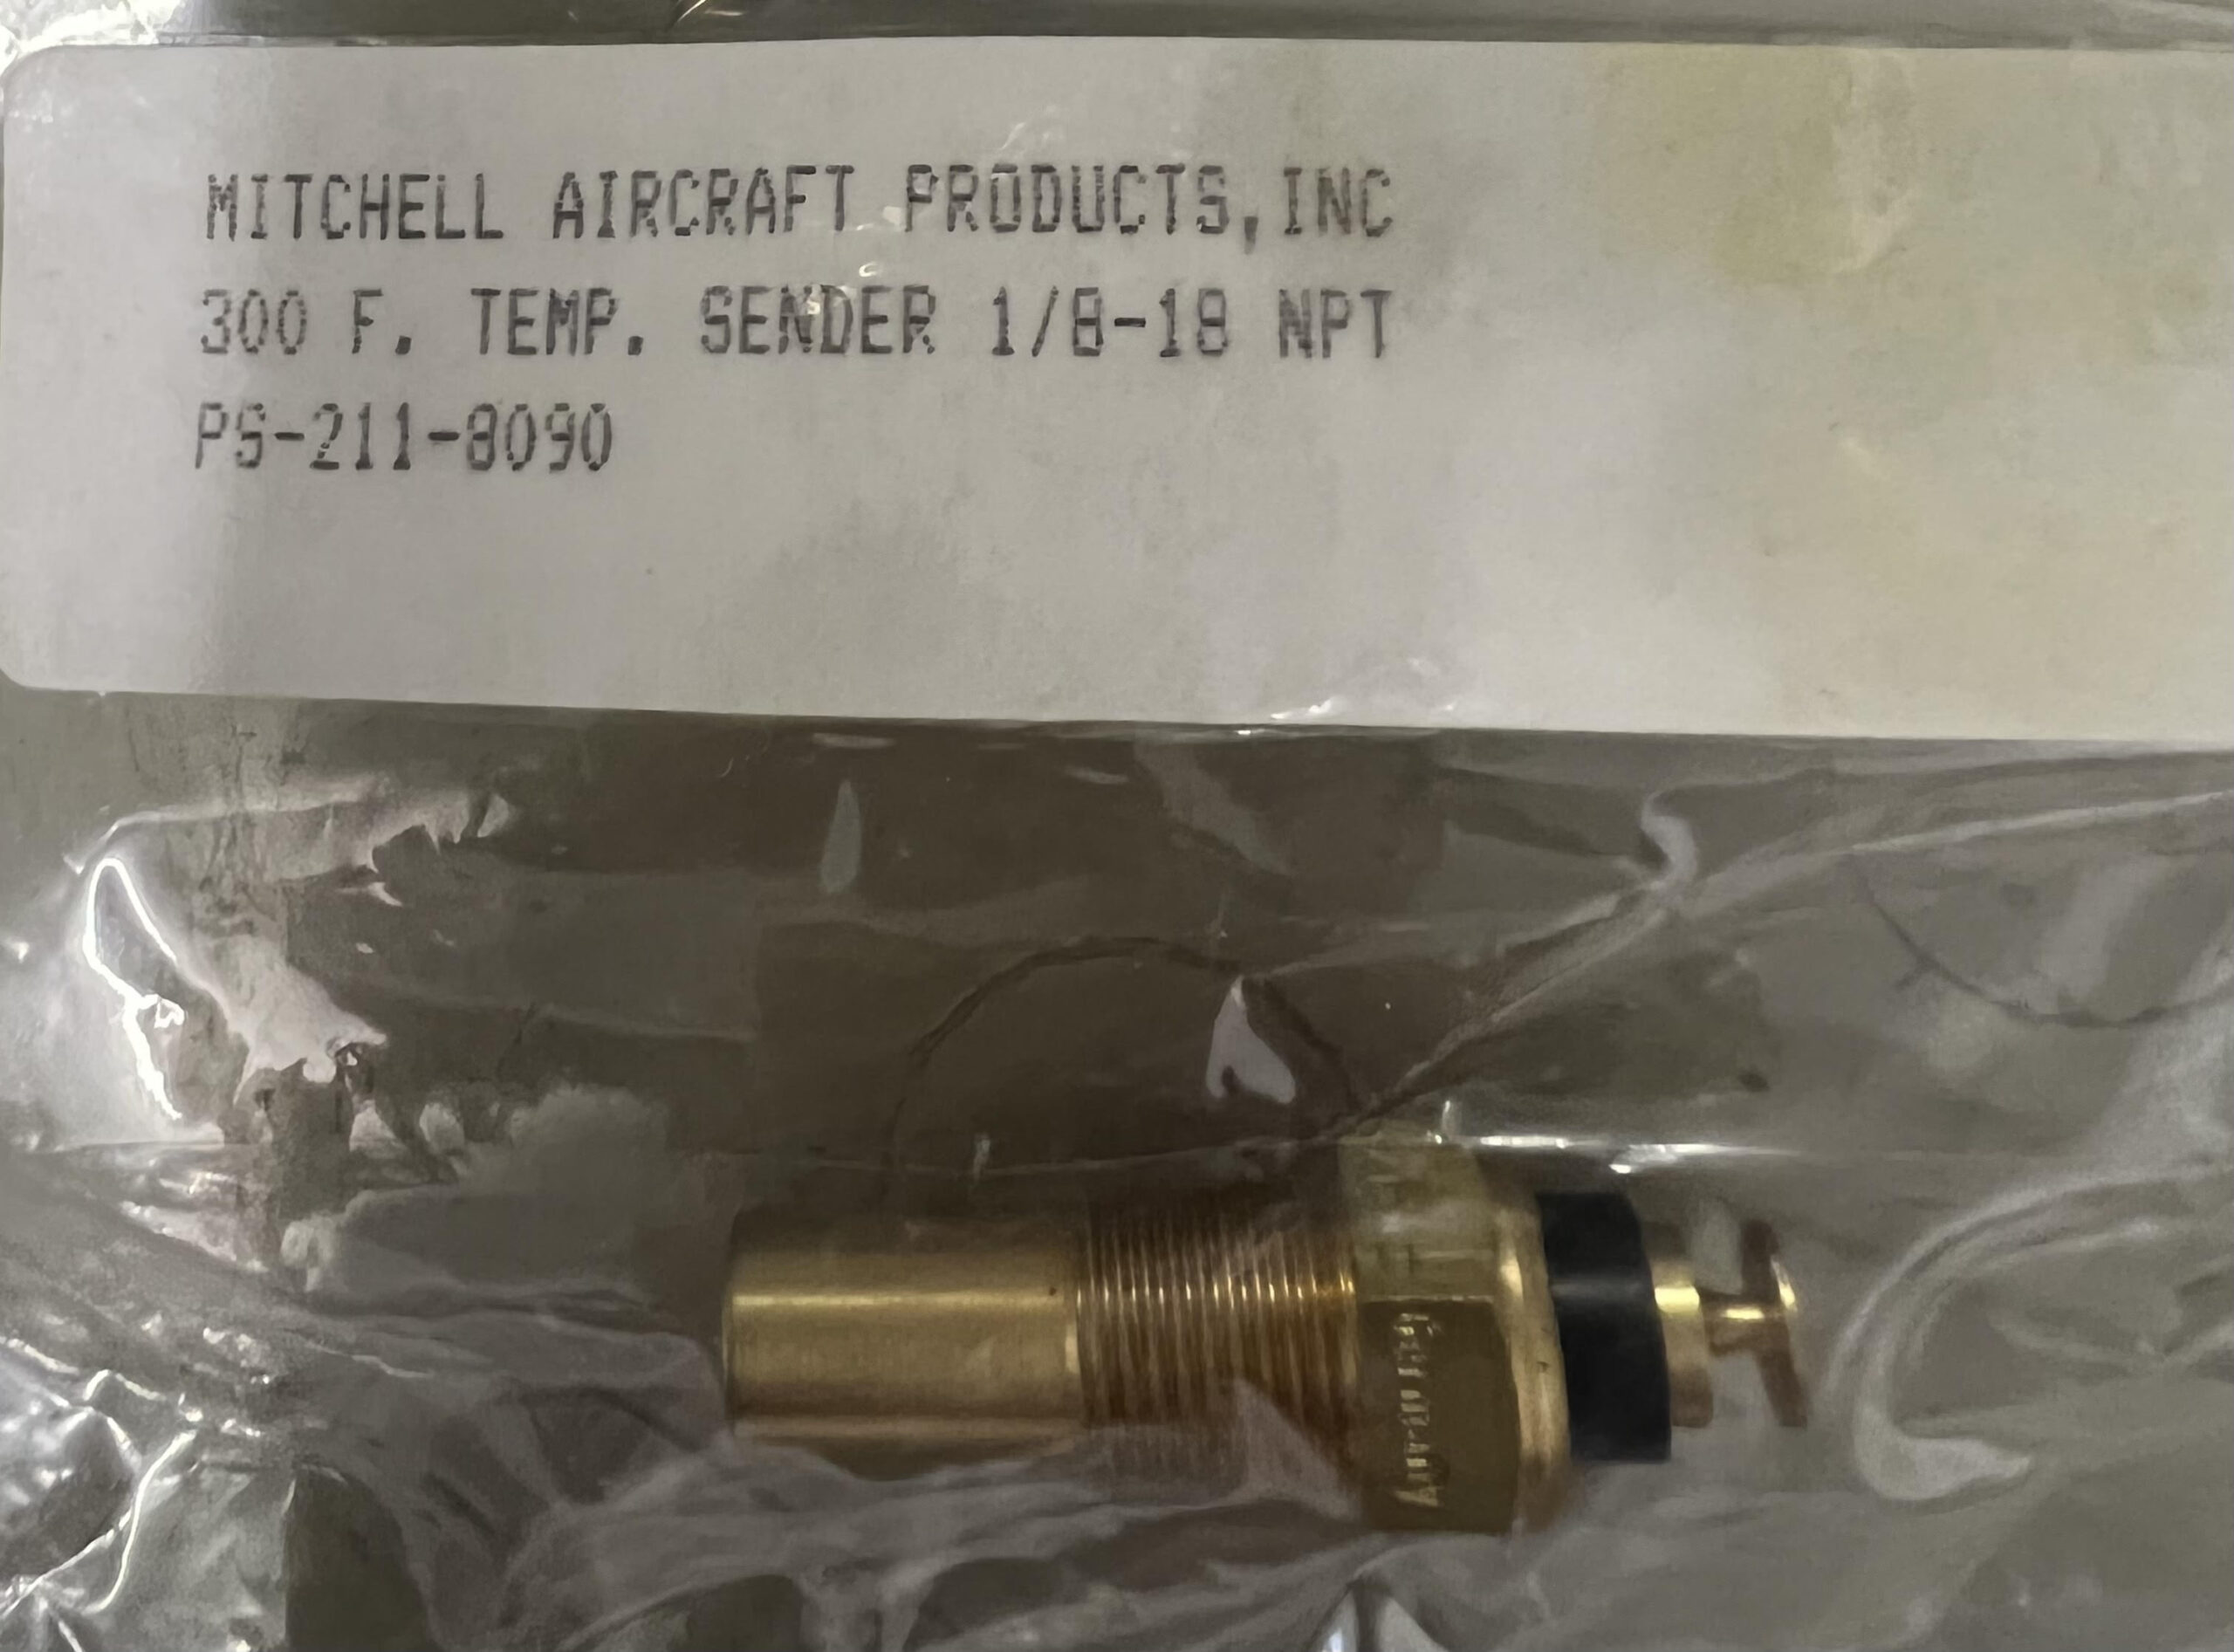 MITCHELL AIRCRAFT PRODUCTS,INC
300 F. TEMP. SENDER 1/8-18 NPT
PS-211-8090